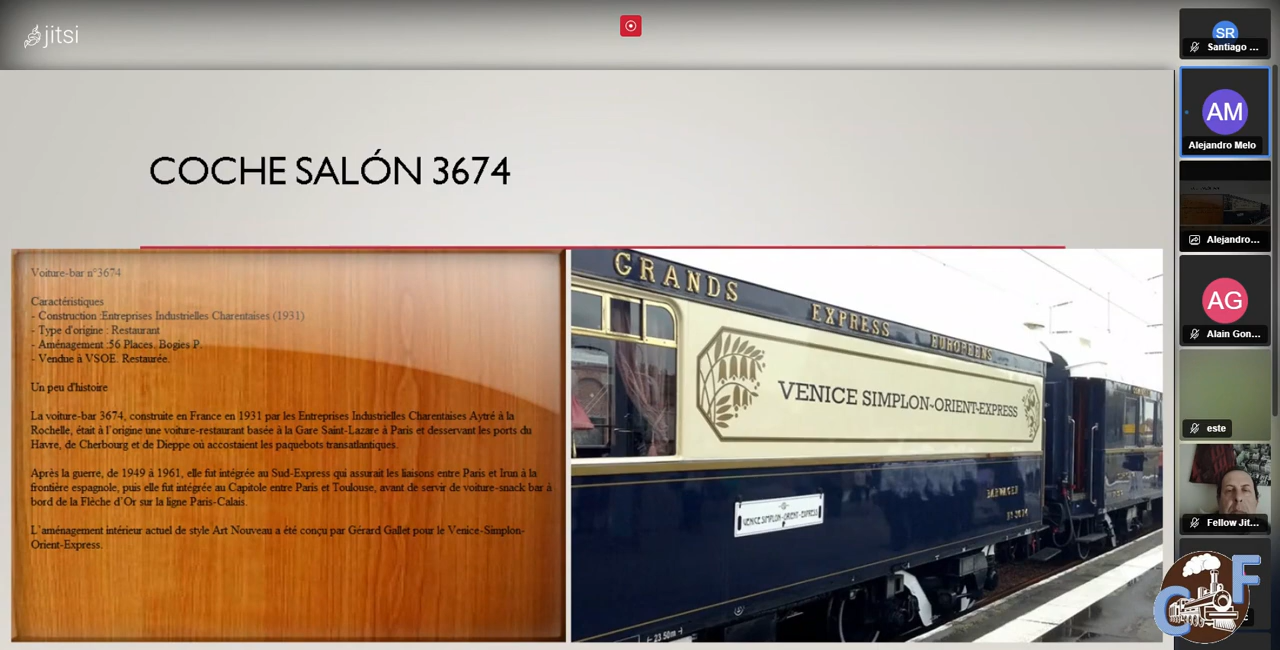 jitsi
COCHE SALÓN 3674
Voiture-bar n°3674
Caractéristiques
- Construction :Entreprises Industrielles Charentaises (1931)
- Type d'origine : Restaurant
- Aménagement :56 Places. Bogies P.
- Vendue à VSOE. Restaurée.
Un peu d'histoire
La voiture-bar 3674, construite en France en 1931 par les Entreprises Industrielles Charentaises Aytré à la
Rochelle, était à l'origine une voiture-restaurant basée à la Gare Saint-Lazare à Paris et desservant les ports du
Havre, de Cherbourg et de Dieppe où accostaient les paquebots transatlantiques.
Après la guerre, de 1949 à 1961, elle fut intégrée au Sud-Express qui assurait les liaisons entre Paris et Irun à la
frontière espagnole, puis elle fut intégrée au Capitole entre Paris et Toulouse, avant de servir de voiture-snack bar à
bord de la Flèche d'Or sur la ligne Paris-Calais.
L'aménagement intérieur actuel de style Art Nouveau a été conçu par Gérard Gallet pour le Venice-Simplon-
Orient-Express.
GRANDS EXPRESS EUROPEENS
VENICE SIMPLON-ORIENT-EXPRESS
VENICE SIMPLON-ORIENT-EXPRESS
BARWAGEN
23 50m
SR
Santiago ...
AM
Alejandro Melo
Alejandro...
AG
Alain Gon...
este
Fellow Jit...
G F